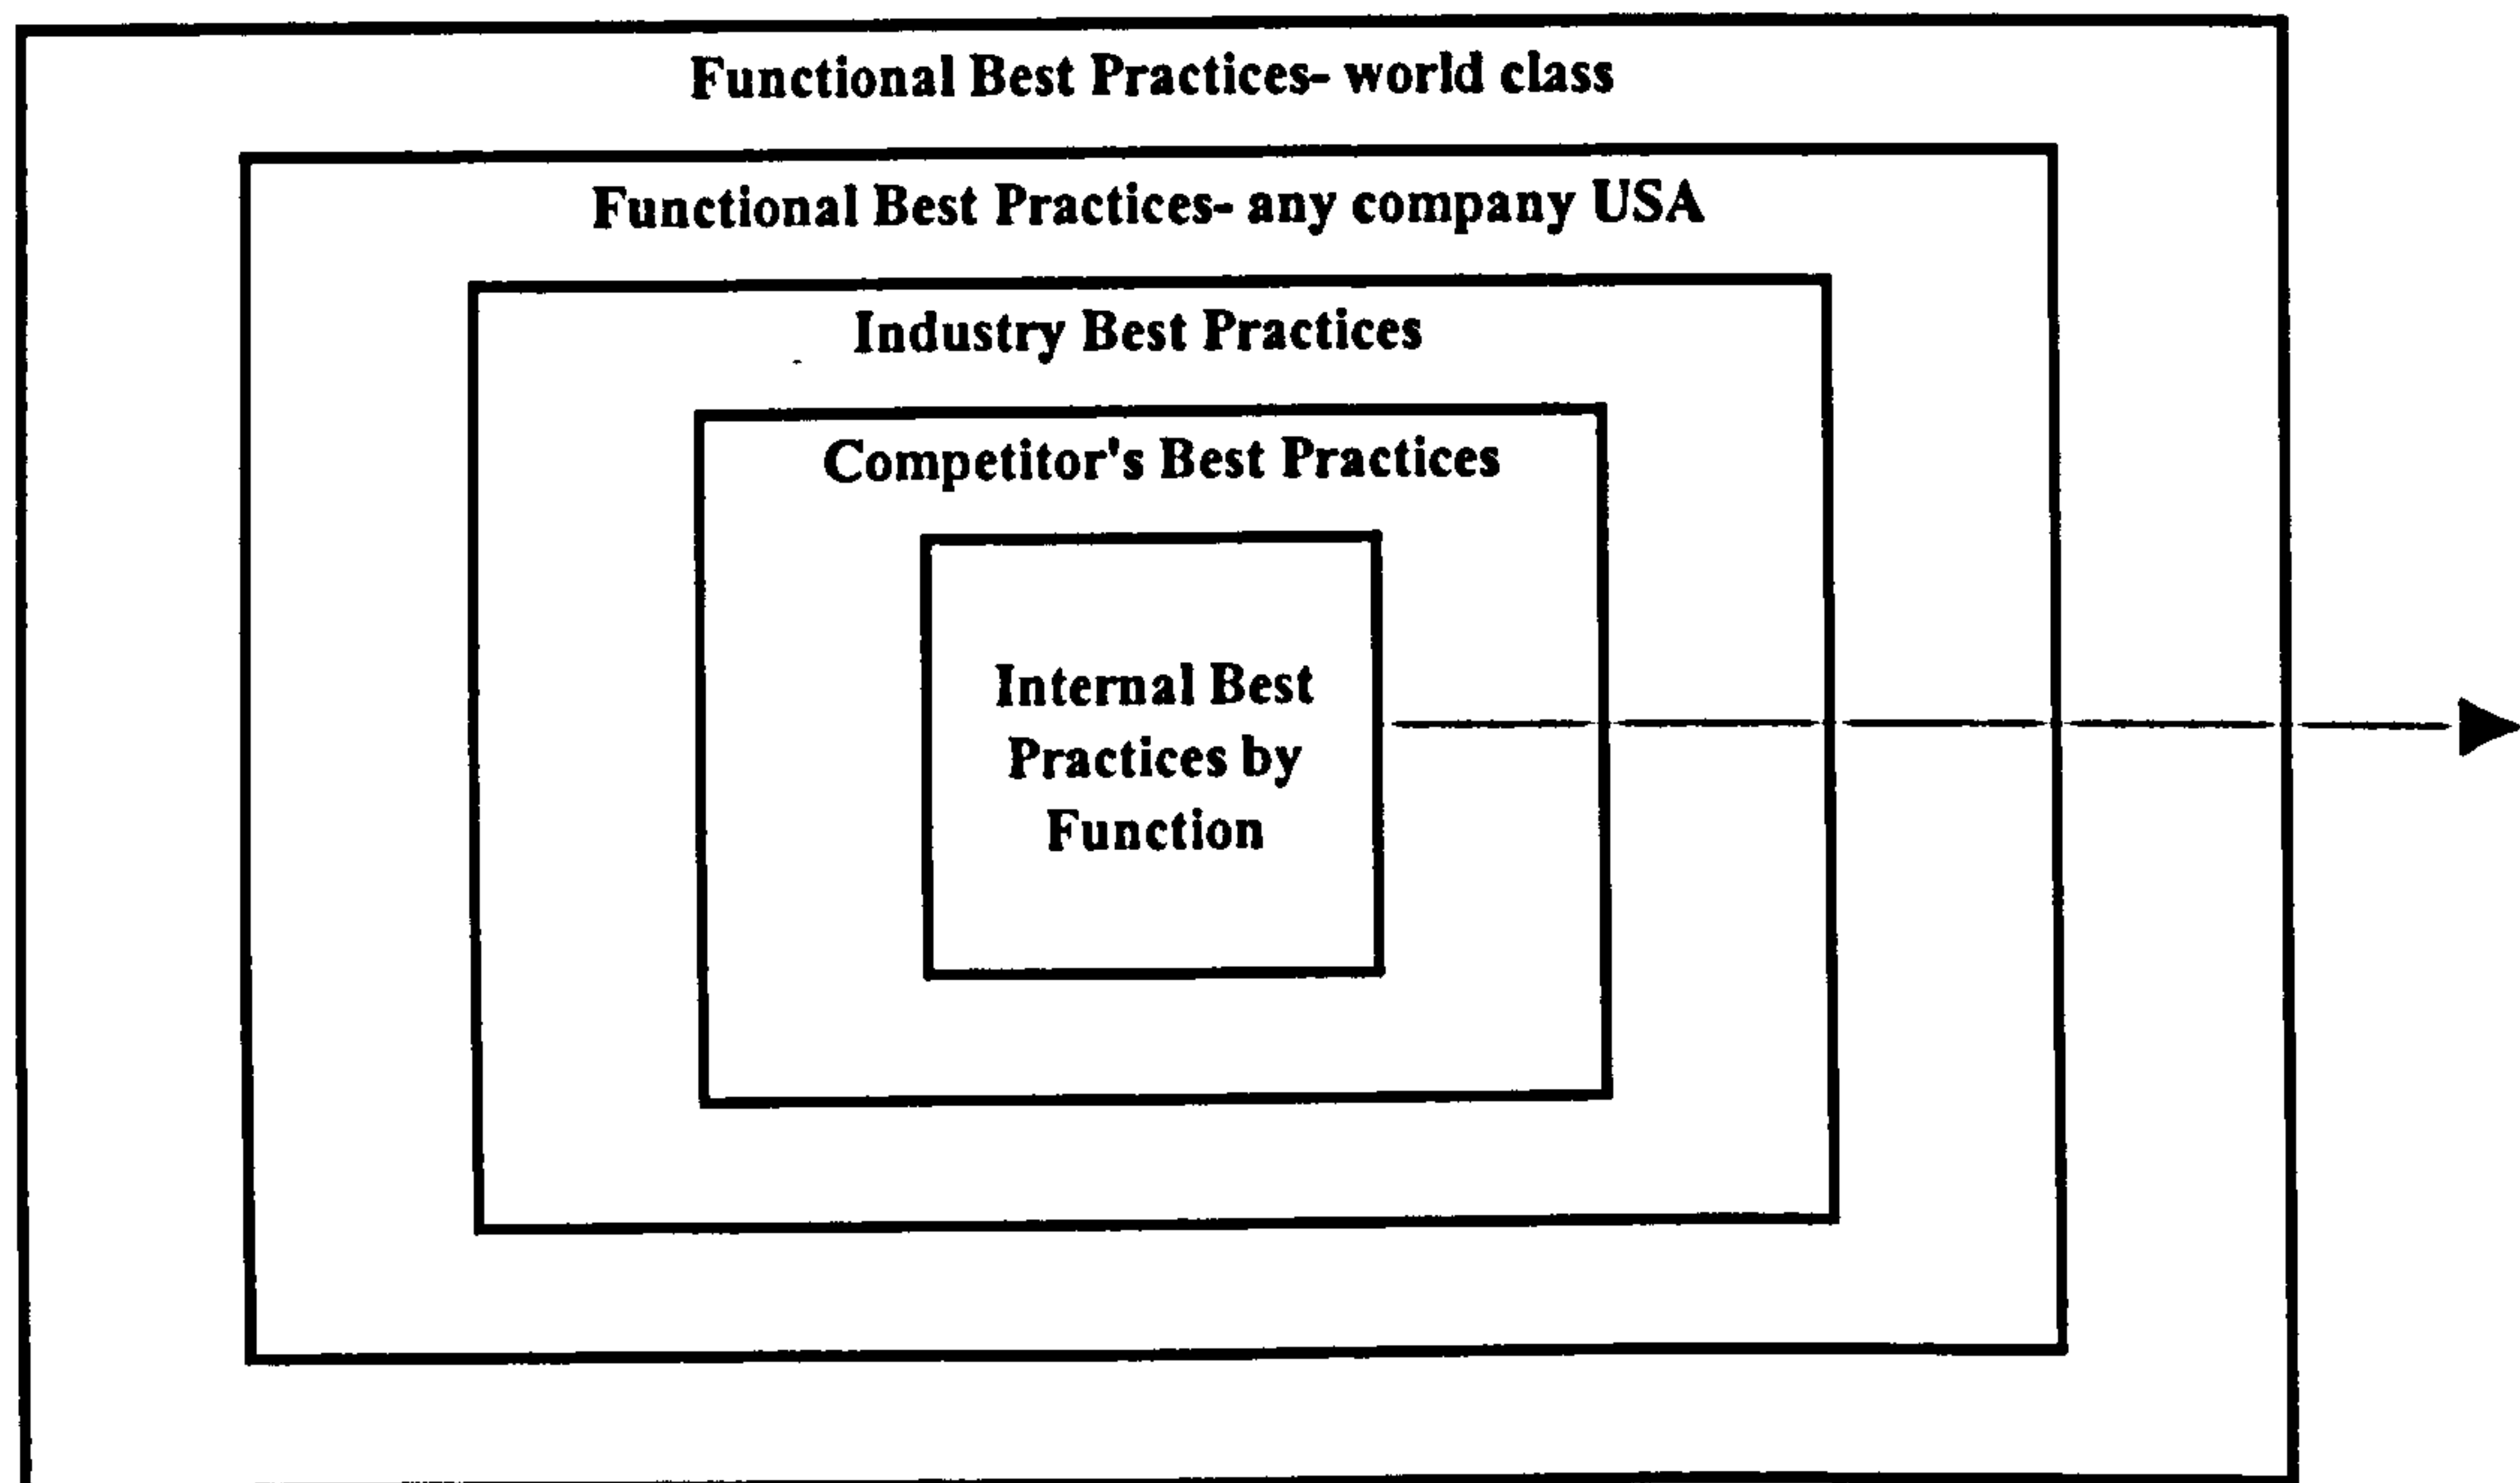 Functional Best Practices- world class
Functional Best Practices- any company USA
Industry Best Practices
Competitor's Best Practices
Internal Best
Practices by
Function